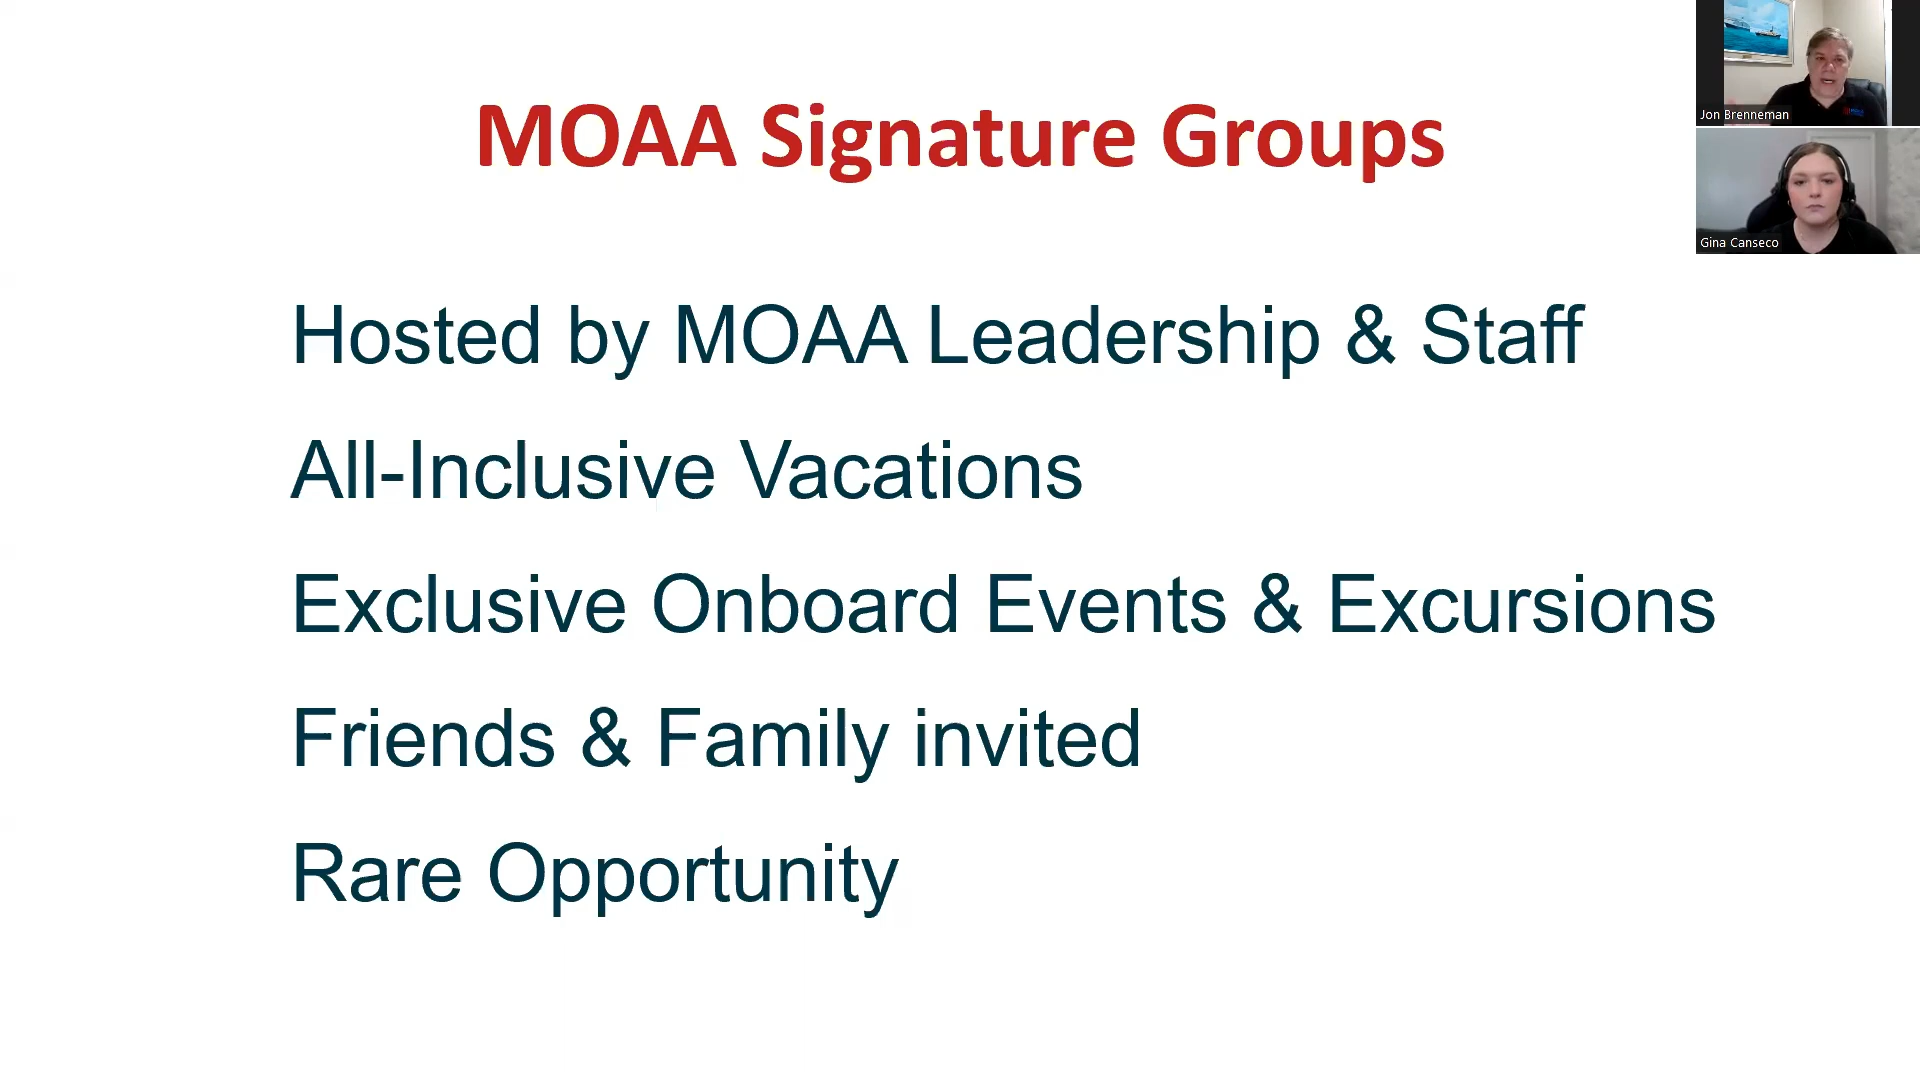 MOAA Signature Groups
Hosted by MOAA Leadership & Staff
All-Inclusive Vacations
Exclusive Onboard Events & Excursions
Friends & Family invited
Rare Opportunity
Jon Brenneman
Gina Canseco